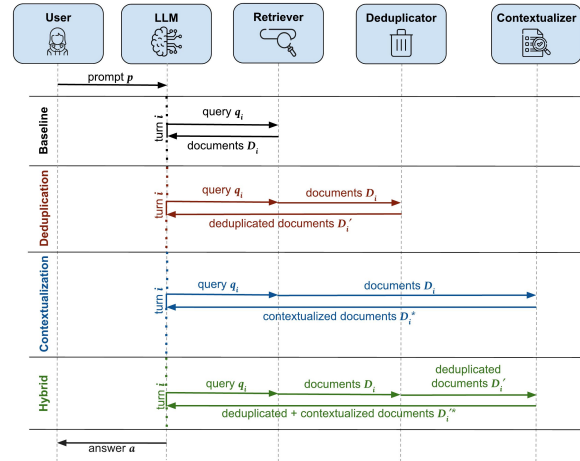 User LLM Retriever Deduplicator Contextualizer
prompt p
Baseline
turn i
query q_i
documents D_i
Deduplication
turn i
query q_i documents D_i
deduplicated documents D_i′
Contextualization
turn i
query q_i documents D_i
contextualized documents D_i*
Hybrid
turn i
query q_i documents D_i deduplicated
documents D_i′
deduplicated + contextualized documents D_i′*
answer a